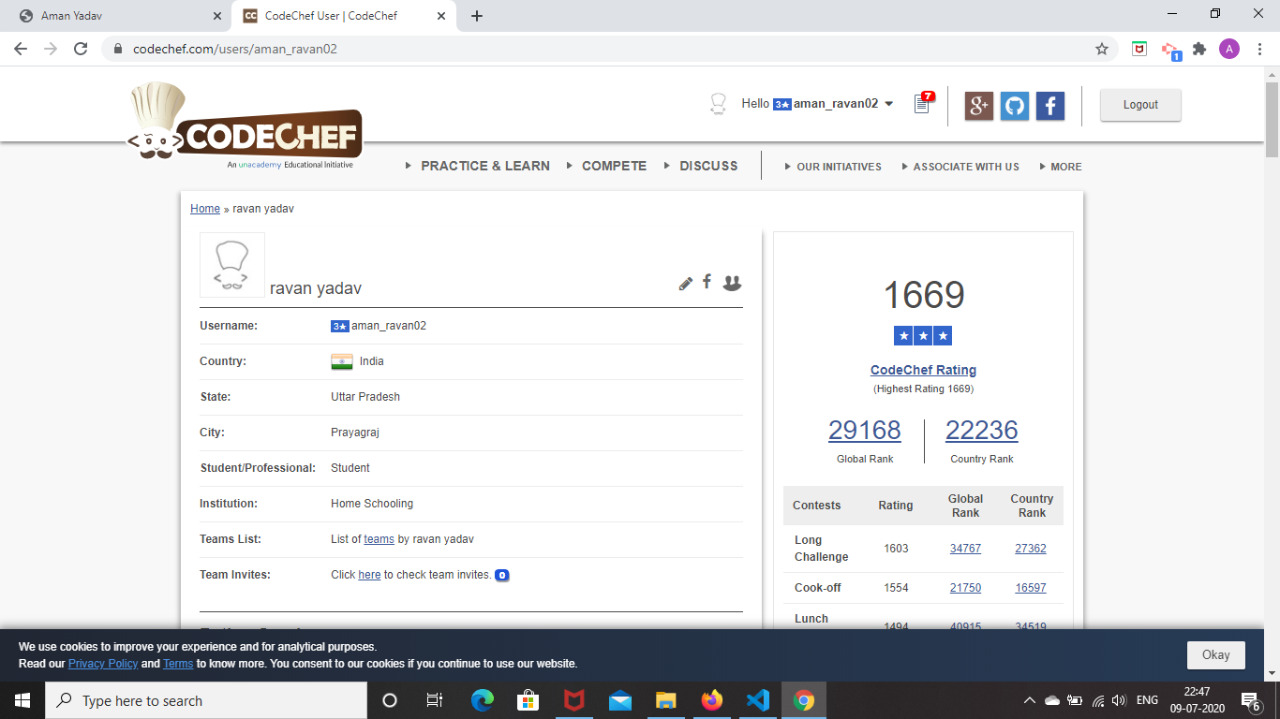 Aman Yadav
CodeChef User | CodeChef
codechef.com/users/aman_ravan02
A
1
Hello 3★ aman_ravan02
7
g+
f
Logout
CODECHEF
An unacademy Educational Initiative
PRACTICE & LEARN
COMPETE
DISCUSS
OUR INITIATIVES
ASSOCIATE WITH US
MORE
Home » ravan yadav
ravan yadav
f
Username: 3★ aman_ravan02
Country: India
State: Uttar Pradesh
City: Prayagraj
Student/Professional: Student
Institution: Home Schooling
Teams List: List of teams by ravan yadav
Team Invites: Click here to check team invites. 0
1669
★ ★ ★
CodeChef Rating
(Highest Rating 1669)
29168 22236
Global Rank Country Rank
Contests Rating Global Rank Country Rank
Long Challenge 1603 34767 27362
Cook-off 1554 21750 16597
Lunch 1494 40915 34519
We use cookies to improve your experience and for analytical purposes.
Read our Privacy Policy and Terms to know more. You consent to our cookies if you continue to use our website.
Okay
Type here to search
ENG
22:47
09-07-2020
6